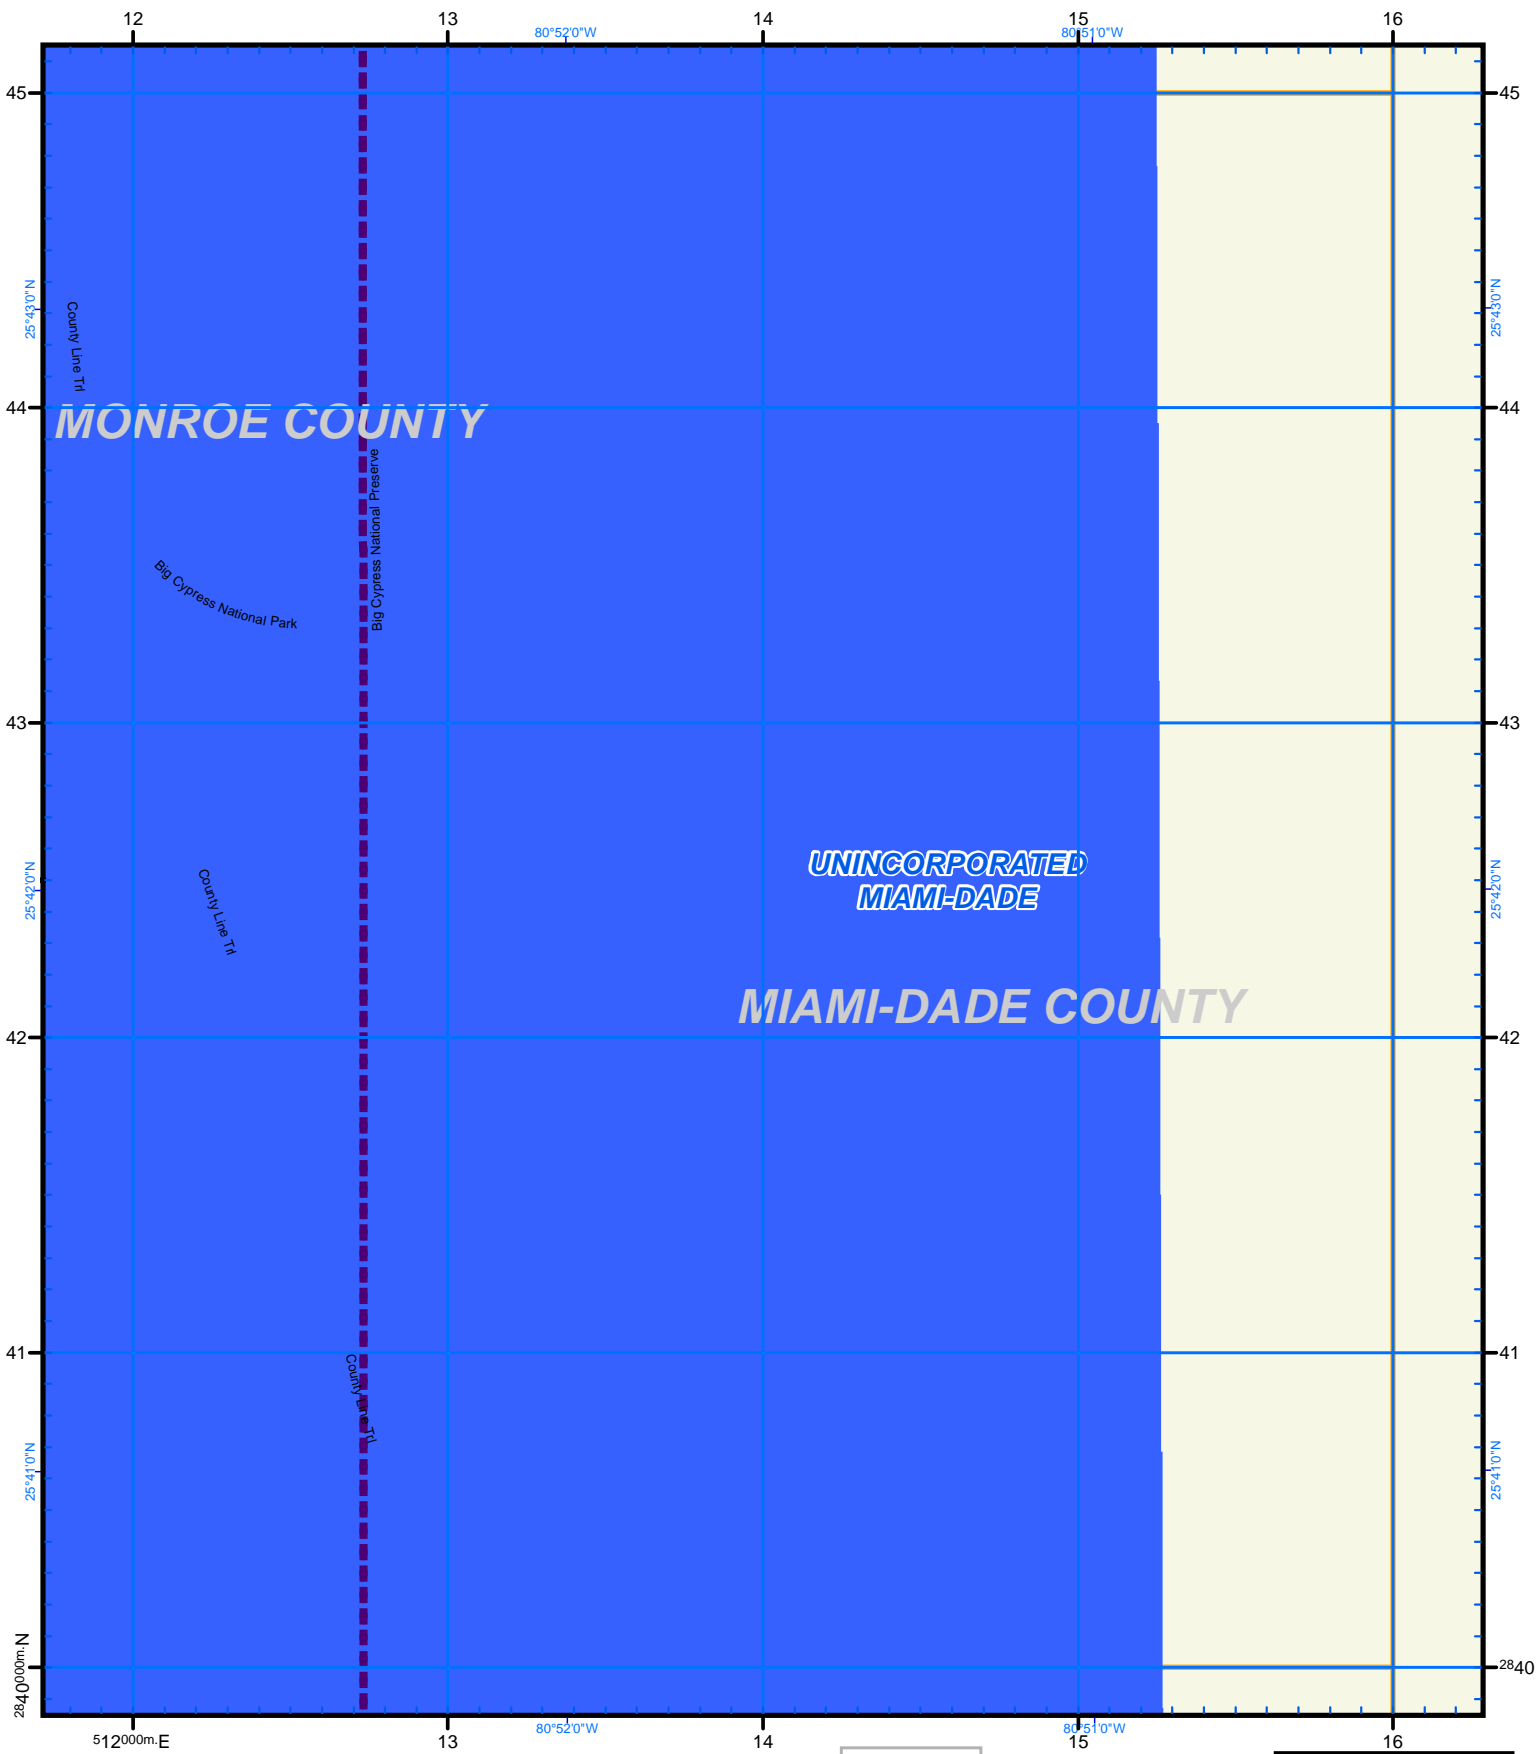 12 13 14 15 16
80°52'0"W 80°51'0"W
45 45
25°43'0"N 25°43'0"N
County Line Trl
44 44
MONROE COUNTY
Big Cypress National Preserve
Big Cypress National Park
43 43
UNINCORPORATED
MIAMI-DADE
25°42'0"N 25°42'0"N
County Line Trl
MIAMI-DADE COUNTY
42 42
41 41
County Line Trl
25°41'0"N 25°41'0"N
2840000m.N 2840
80°52'0"W 80°51'0"W
512000m.E 13 14 15 16